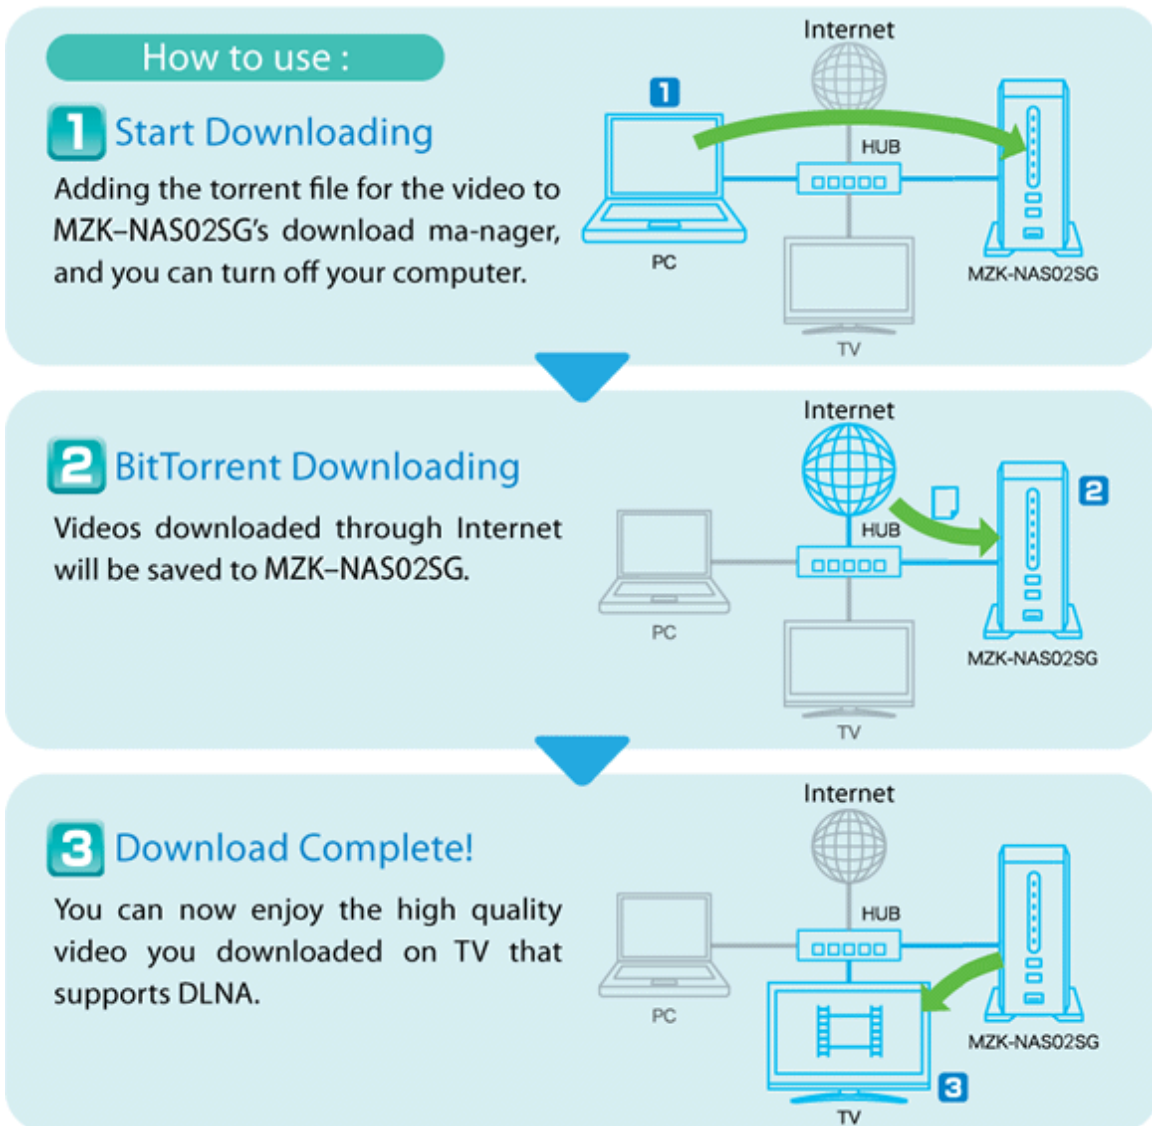 How to use :
1 Start Downloading
Adding the torrent file for the video to
MZK–NAS02SG's download ma-nager,
and you can turn off your computer.
Internet
1
HUB
PC
MZK-NAS02SG
TV
2 BitTorrent Downloading
Videos downloaded through Internet
will be saved to MZK–NAS02SG.
Internet
2
HUB
PC
MZK-NAS02SG
TV
3 Download Complete!
You can now enjoy the high quality
video you downloaded on TV that
supports DLNA.
Internet
HUB
PC
MZK-NAS02SG
3
TV